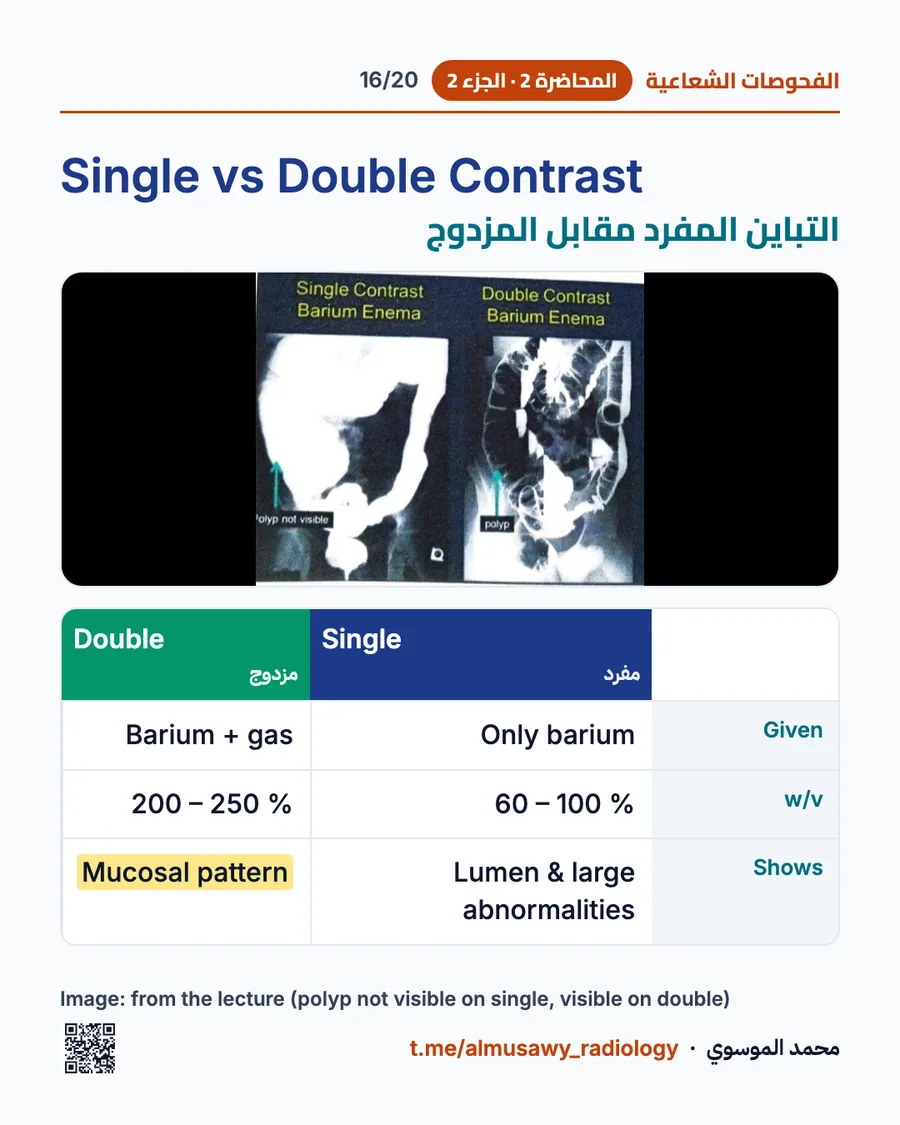 الفحوصات الشعاعية
المحاضرة 2 · الجزء 2
16/20
Single vs Double Contrast
التباين المفرد مقابل المزدوج
Single Contrast
Barium Enema
Double Contrast
Barium Enema
Polyp not visible
polyp
Single
مفرد
Double
مزدوج
Given
Only barium
Barium + gas
w/v
60 – 100 %
200 – 250 %
Shows
Lumen & large
abnormalities
Mucosal pattern
Image: from the lecture (polyp not visible on single, visible on double)
محمد الموسوي · t.me/almusawy_radiology